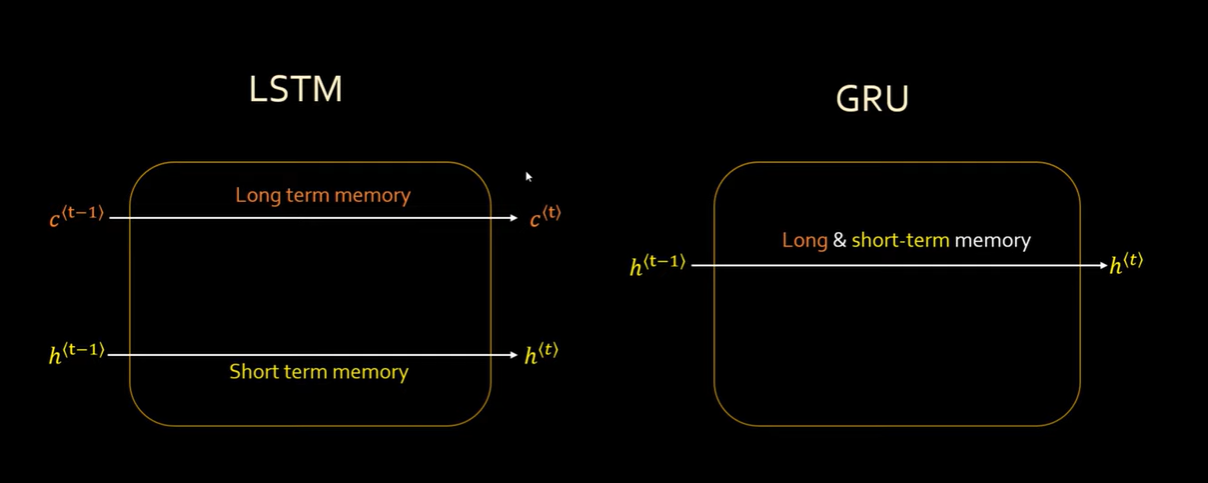 LSTM
Long term memory
c⟨t−1⟩
c⟨t⟩
h⟨t−1⟩
h⟨t⟩
Short term memory
GRU
Long & short-term memory
h⟨t−1⟩
h⟨t⟩